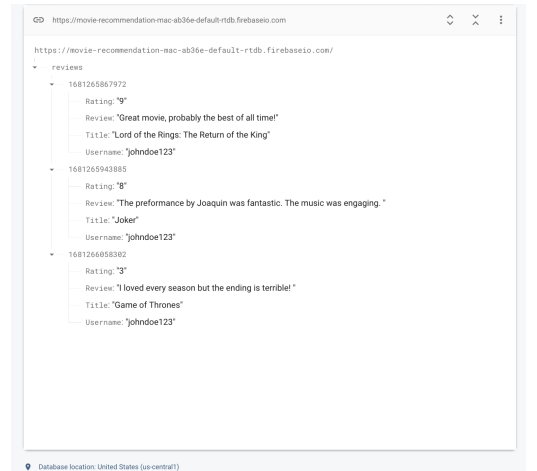 https://movie-recommendation-mac-ab36e-default-rtdb.firebaseio.com
https://movie-recommendation-mac-ab36e-default-rtdb.firebaseio.com/
reviews
1681265867972
Rating: "9"
Review: "Great movie, probably the best of all time!"
Title: "Lord of the Rings: The Return of the King"
Username: "johndoe123"
1681265943885
Rating: "8"
Review: "The preformance by Joaquin was fantastic. The music was engaging. "
Title: "Joker"
Username: "johndoe123"
1681266058302
Rating: "3"
Review: "I loved every season but the ending is terrible! "
Title: "Game of Thrones"
Username: "johndoe123"
Database location: United States (us-central1)